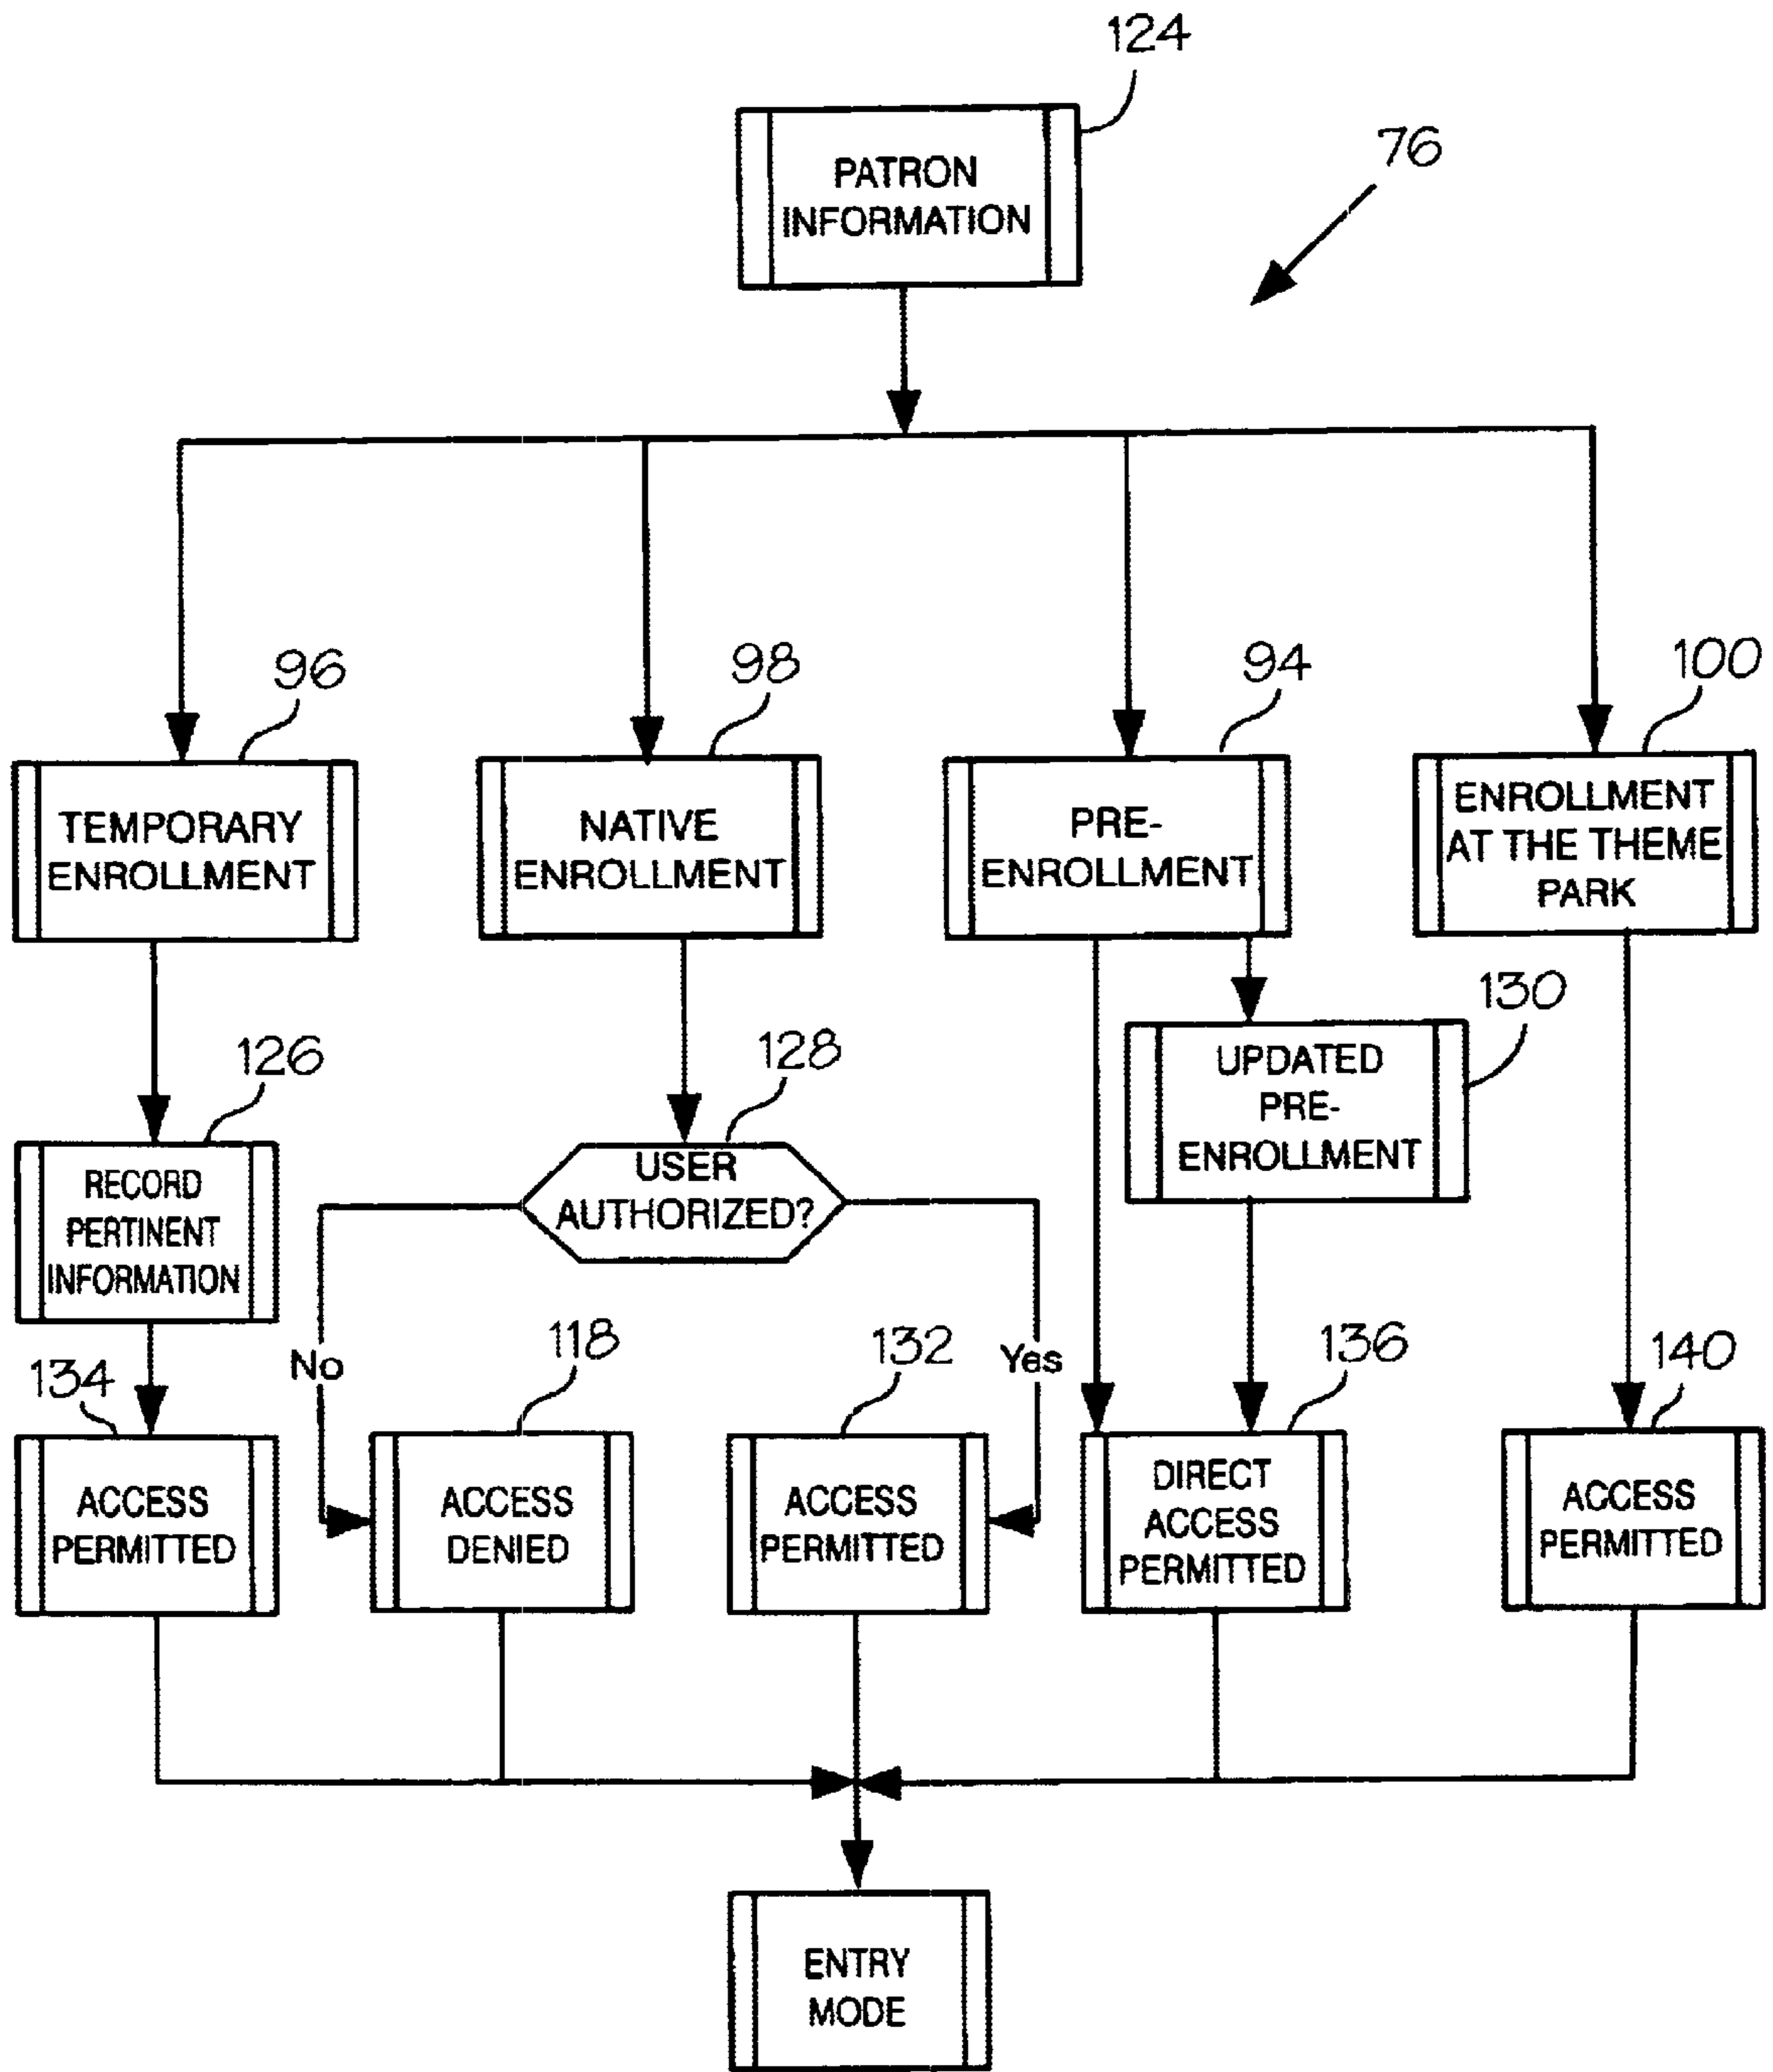 124
PATRON
INFORMATION
76
96
98
94
100
TEMPORARY
ENROLLMENT
NATIVE
ENROLLMENT
PRE-
ENROLLMENT
ENROLLMENT
AT THE THEME
PARK
130
UPDATED
PRE-
ENROLLMENT
126
128
RECORD
PERTINENT
INFORMATION
USER
AUTHORIZED?
No
Yes
134
118
132
136
140
ACCESS
PERMITTED
ACCESS
DENIED
ACCESS
PERMITTED
DIRECT
ACCESS
PERMITTED
ACCESS
PERMITTED
ENTRY
MODE